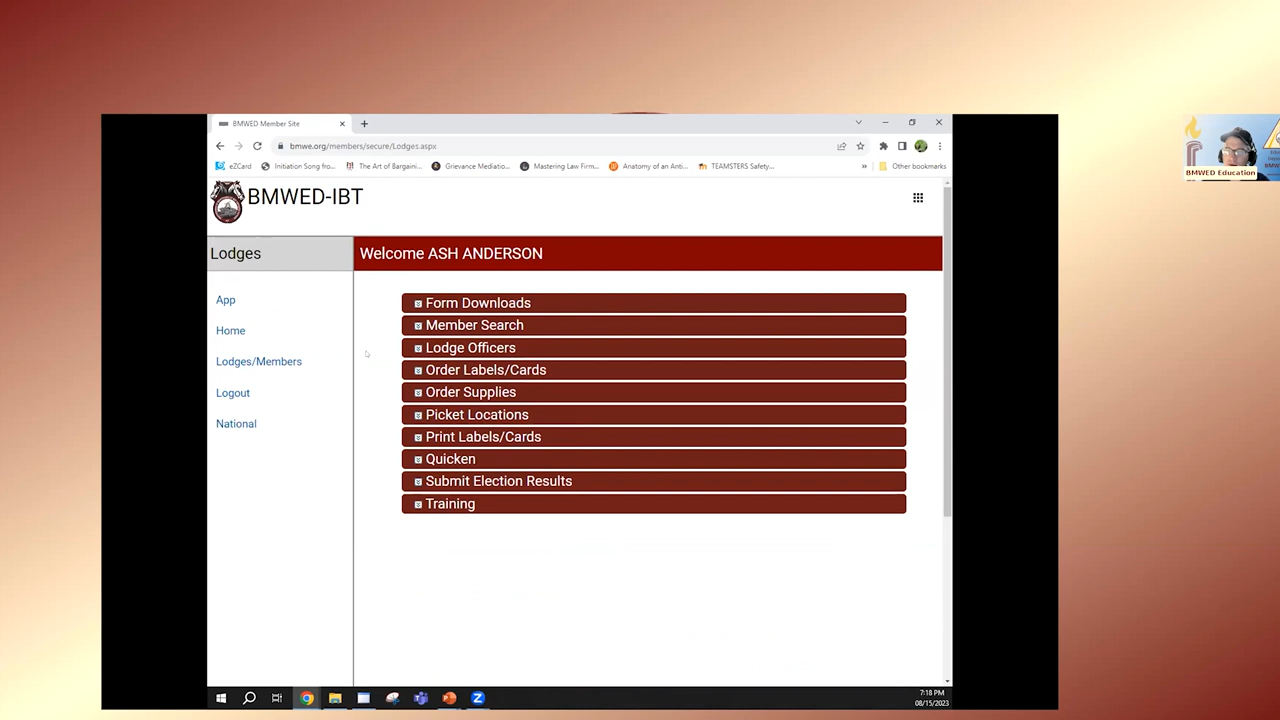 BMWED Member Site
bmwe.org/members/secure/Lodges.aspx
eZCard
Initiation Song fro...
The Art of Bargaini...
Grievance Mediatio...
Mastering Law Firm...
Anatomy of an Anti...
TEAMSTERS Safety...
Other bookmarks
BMWED-IBT
Lodges
Welcome ASH ANDERSON
App
Home
Lodges/Members
Logout
National
Form Downloads
Member Search
Lodge Officers
Order Labels/Cards
Order Supplies
Picket Locations
Print Labels/Cards
Quicken
Submit Election Results
Training
7:18 PM
08/15/2023
BMWED Education